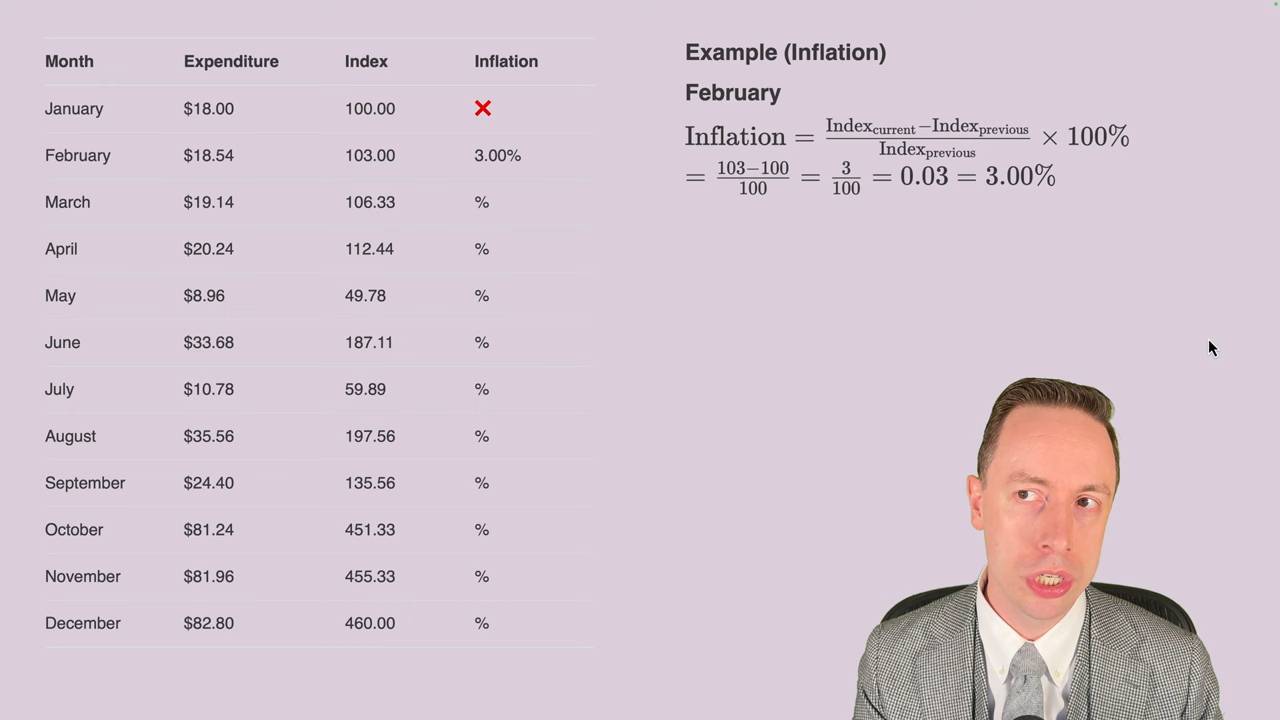 Month Expenditure Index Inflation
January $18.00 100.00 ❌
February $18.54 103.00 3.00%
March $19.14 106.33 %
April $20.24 112.44 %
May $8.96 49.78 %
June $33.68 187.11 %
July $10.78 59.89 %
August $35.56 197.56 %
September $24.40 135.56 %
October $81.24 451.33 %
November $81.96 455.33 %
December $82.80 460.00 %
Example (Inflation)
February
Inflation = (Index_current − Index_previous) / Index_previous × 100%
= (103−100)/100 = 3/100 = 0.03 = 3.00%